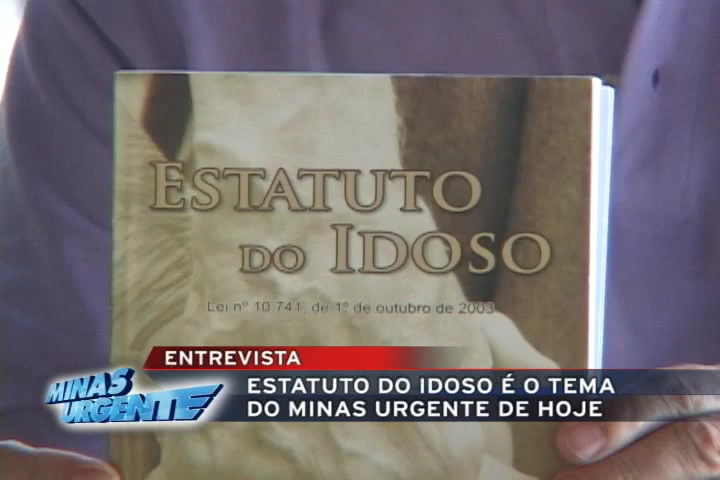 ESTATUTO
DO IDOSO
Lei nº 10.741, de 1º de outubro de 2003
ENTREVISTA
MINAS
URGENTE
ESTATUTO DO IDOSO É O TEMA
DO MINAS URGENTE DE HOJE